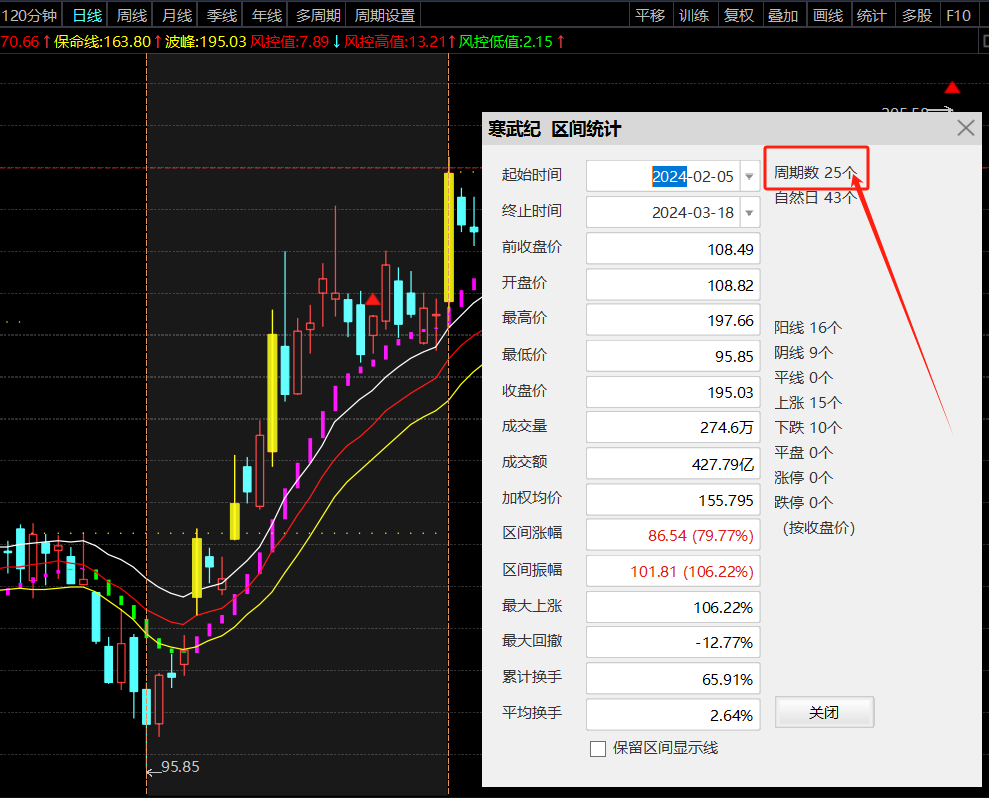 120分钟 日线 周线 月线 季线 年线 多周期 周期设置 平移 训练 复权 叠加 画线 统计 多股 F10
70.66↑保命线:163.80↑波峰:195.03 风控值:7.89↓风控高值:13.21↑风控低值:2.15↑
寒武纪 区间统计
起始时间 2024-02-05 周期数 25个
自然日 43个
终止时间 2024-03-18
前收盘价 108.49
开盘价 108.82
最高价 197.66
阳线 16个
最低价 95.85
阴线 9个
平线 0个
收盘价 195.03
上涨 15个
成交量 274.6万
下跌 10个
平盘 0个
成交额 427.79亿
涨停 0个
加权均价 155.795
跌停 0个
(按收盘价)
区间涨幅 86.54 (79.77%)
区间振幅 101.81 (106.22%)
最大上涨 106.22%
最大回撤 -12.77%
累计换手 65.91%
平均换手 2.64%
关闭
保留区间显示线
95.85